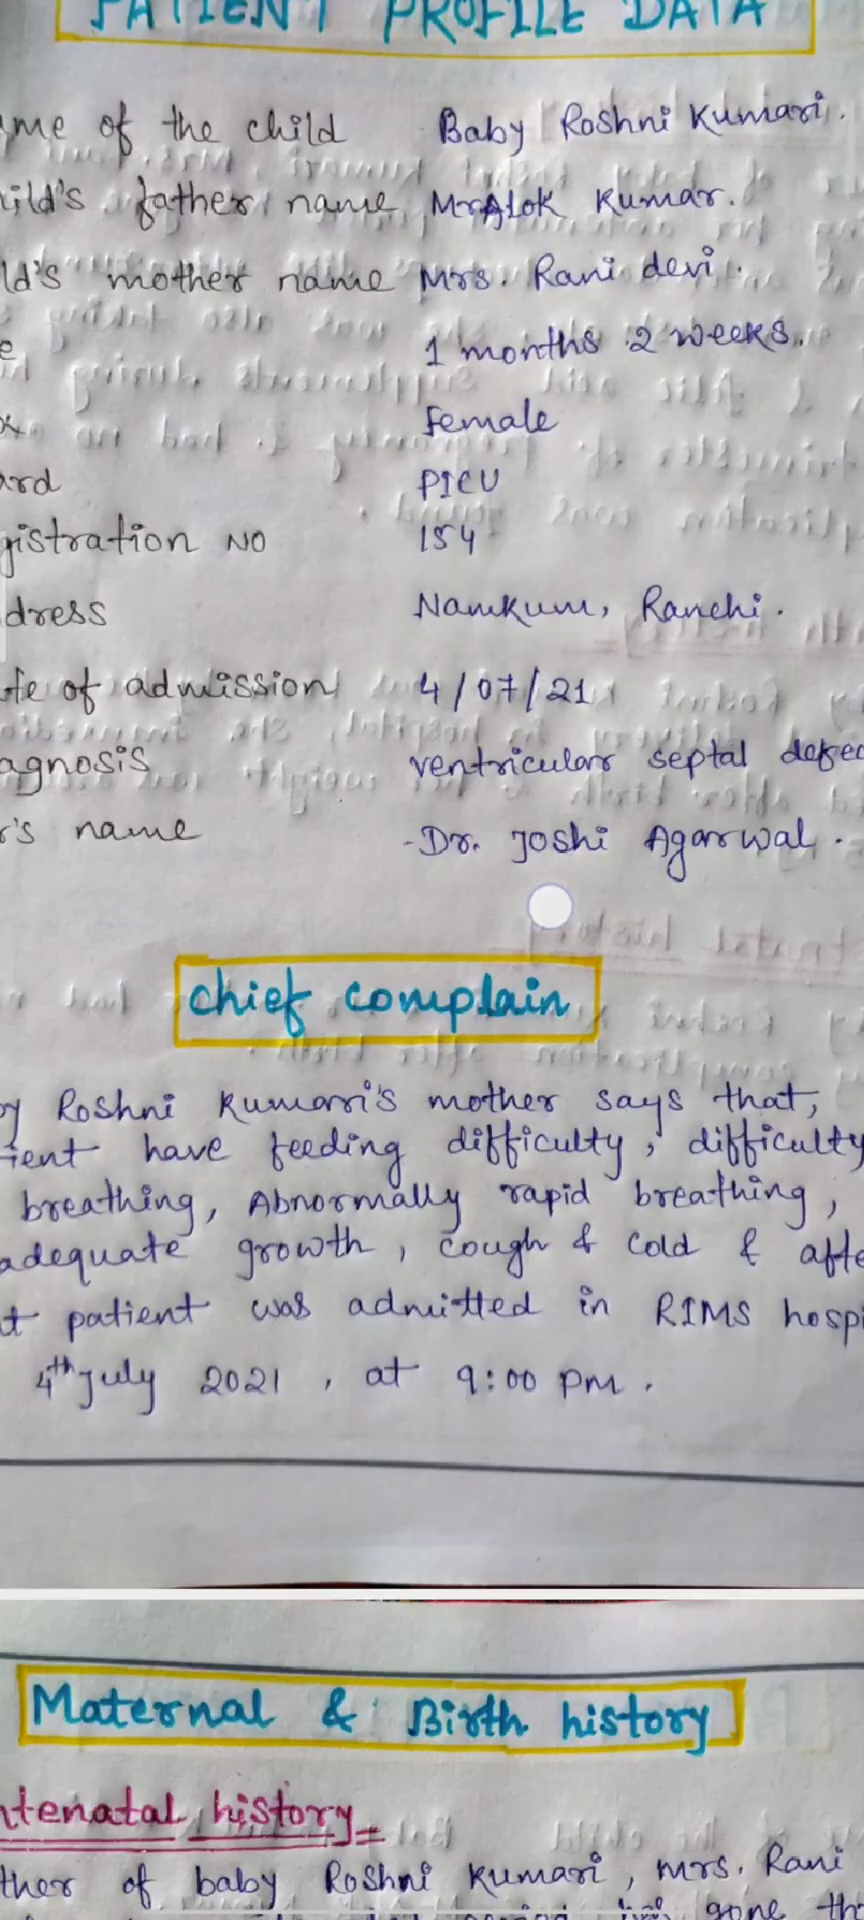 PATIENT PROFILE DATA
me of the child Baby Roshni Kumari.
ild's father name Mr Alok Kumar.
ld's mother name Mrs. Rani devi.
e 1 months 2 weeks.
x Female
ard PICU
gistration NO 154
dress Namkum, Ranchi.
te of admission 4/07/21
agnosis ventricular septal defec
r's name -Dr. Joshi Agarwal.
chief complain
y Roshni Kumari's mother says that,
ient have feeding difficulty, difficulty
breathing, Abnormally rapid breathing,
adequate growth, cough & cold & afte
t patient was admitted in RIMS hospi
4th july 2021, at 9:00 PM.
Maternal & Birth history
ntenatal history
ther of baby Roshni Kumari, mrs. Rani
gone th